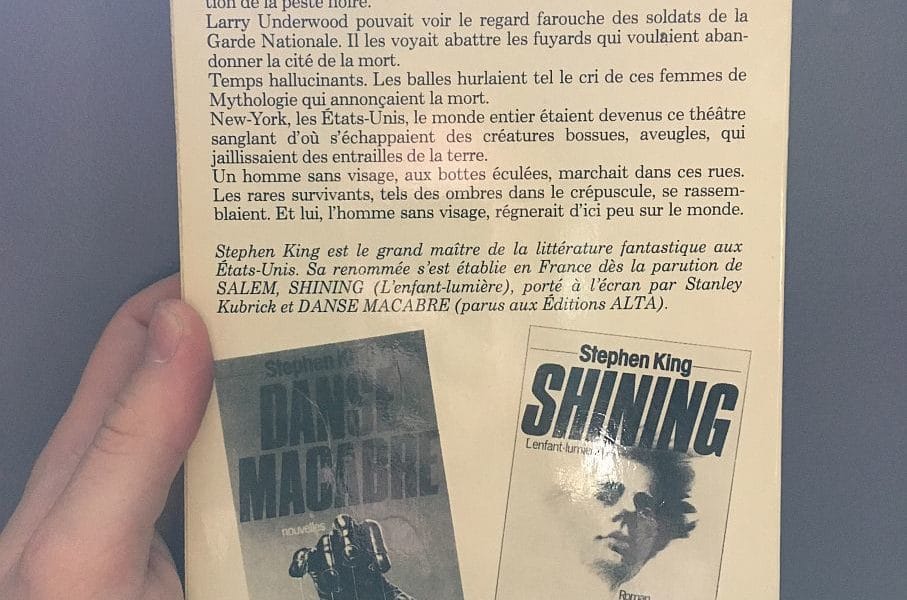 tion de la peste noire.
Larry Underwood pouvait voir le regard farouche des soldats de la
Garde Nationale. Il les voyait abattre les fuyards qui voulaient aban-
donner la cité de la mort.
Temps hallucinants. Les balles hurlaient tel le cri de ces femmes de
Mythologie qui annonçaient la mort.
New-York, les États-Unis, le monde entier étaient devenus ce théâtre
sanglant d'où s'échappaient des créatures bossues, aveugles, qui
jaillissaient des entrailles de la terre.
Un homme sans visage, aux bottes éculées, marchait dans ces rues.
Les rares survivants, tels des ombres dans le crépuscule, se rassem-
blaient. Et lui, l'homme sans visage, régnerait d'ici peu sur le monde.
Stephen King est le grand maître de la littérature fantastique aux
États-Unis. Sa renommée s'est établie en France dès la parution de
SALEM, SHINING (L'enfant-lumière), porté à l'écran par Stanley
Kubrick et DANSE MACABRE (parus aux Éditions ALTA).
Stephen King
DANSE
MACABRE
nouvelles
Stephen King
SHINING
L'enfant-lumière
Roman